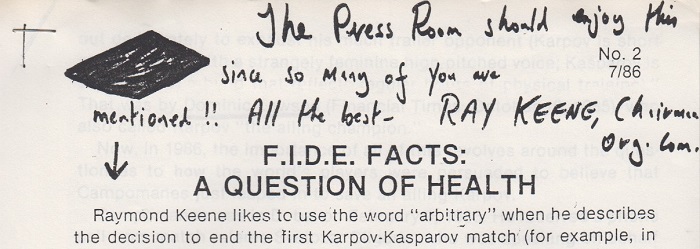 The Press Room should enjoy this
No. 2
7/86
since so many of you are
mentioned!! All the best- RAY KEENE, Chairman
Org. Com.
F.I.D.E. FACTS:
A QUESTION OF HEALTH
Raymond Keene likes to use the word "arbitrary" when he describes
the decision to end the first Karpov-Kasparov match (for example, in